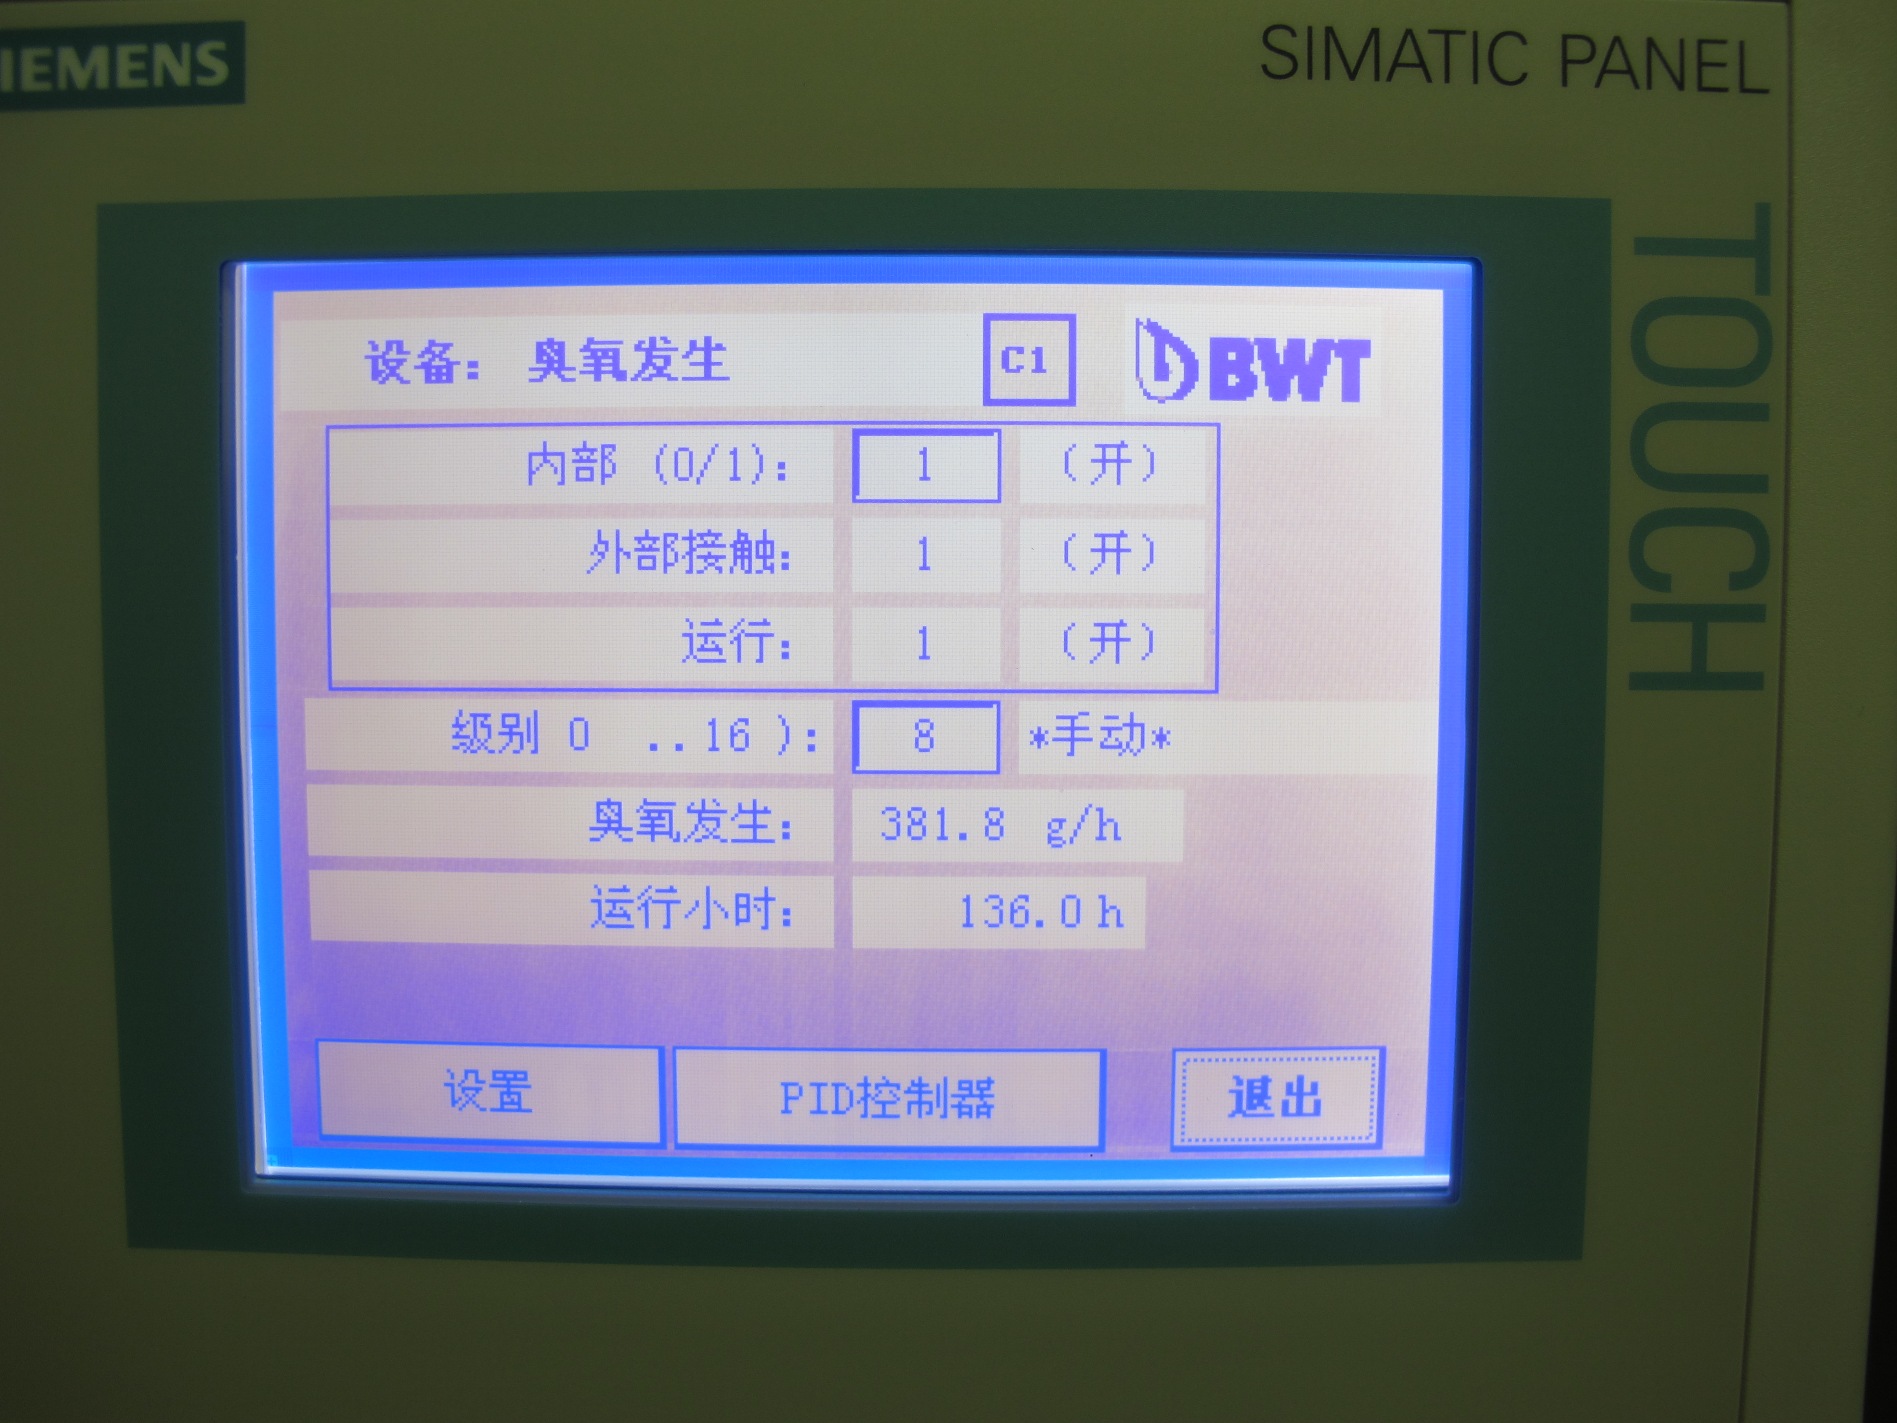 IEMENS
SIMATIC PANEL
TOUCH
设备： 臭氧发生 C1 BWT
内部 (0/1)： 1 (开)
外部接触： 1 (开)
运行： 1 (开)
级别 0 ..16 )： 8 *手动*
臭氧发生： 381.8 g/h
运行小时： 136.0 h
设置 PID控制器 退出